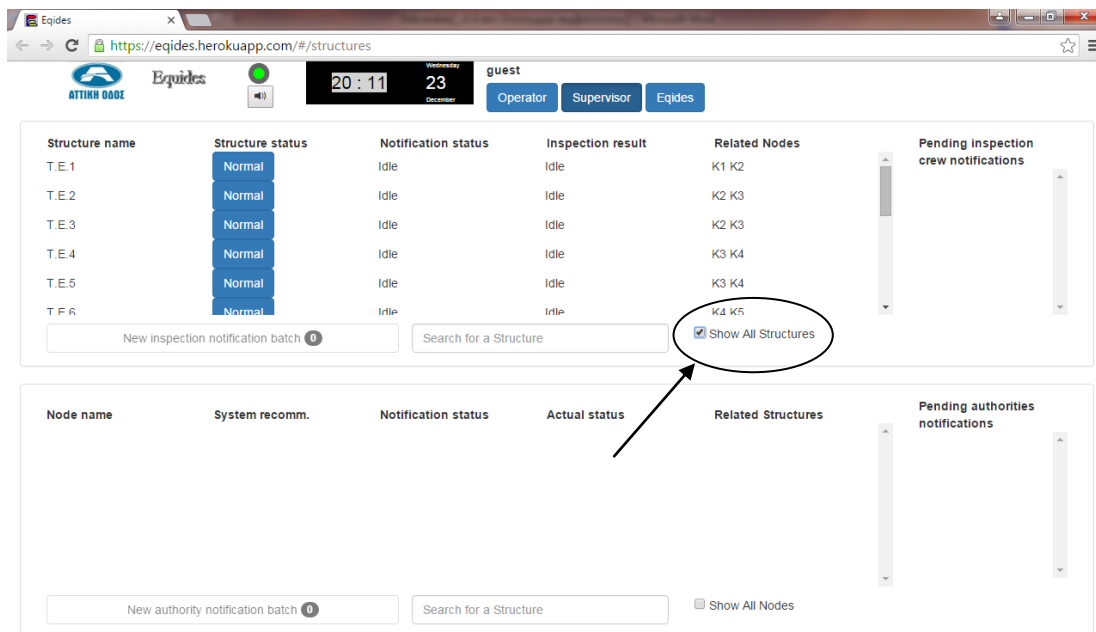 Eqides
https://eqides.herokuapp.com/#/structures
ΑΤΤΙΚΗ ΟΔΟΣ
Equides
20 : 11
Wednesday
23
December
guest
Operator Supervisor Eqides
Structure name Structure status Notification status Inspection result Related Nodes Pending inspection
crew notifications
T.E.1 Normal Idle Idle K1 K2
T.E.2 Normal Idle Idle K2 K3
T.E.3 Normal Idle Idle K2 K3
T.E.4 Normal Idle Idle K3 K4
T.E.5 Normal Idle Idle K3 K4
T.E.6 Normal Idle Idle K4 K5
New inspection notification batch 0 Search for a Structure Show All Structures
Node name System recomm. Notification status Actual status Related Structures Pending authorities
notifications
New authority notification batch 0 Search for a Structure Show All Nodes